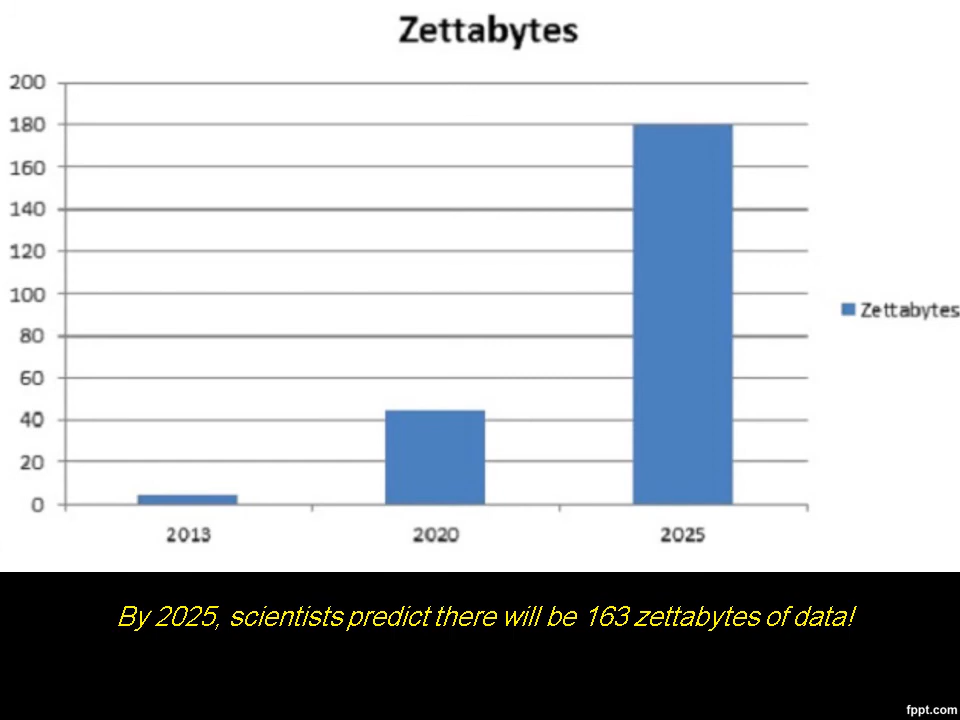 Zettabytes
200
180
160
140
120
100
80
60
40
20
0
Zettabytes
2013 2020 2025
By 2025, scientists predict there will be 163 zettabytes of data!
fppt.com